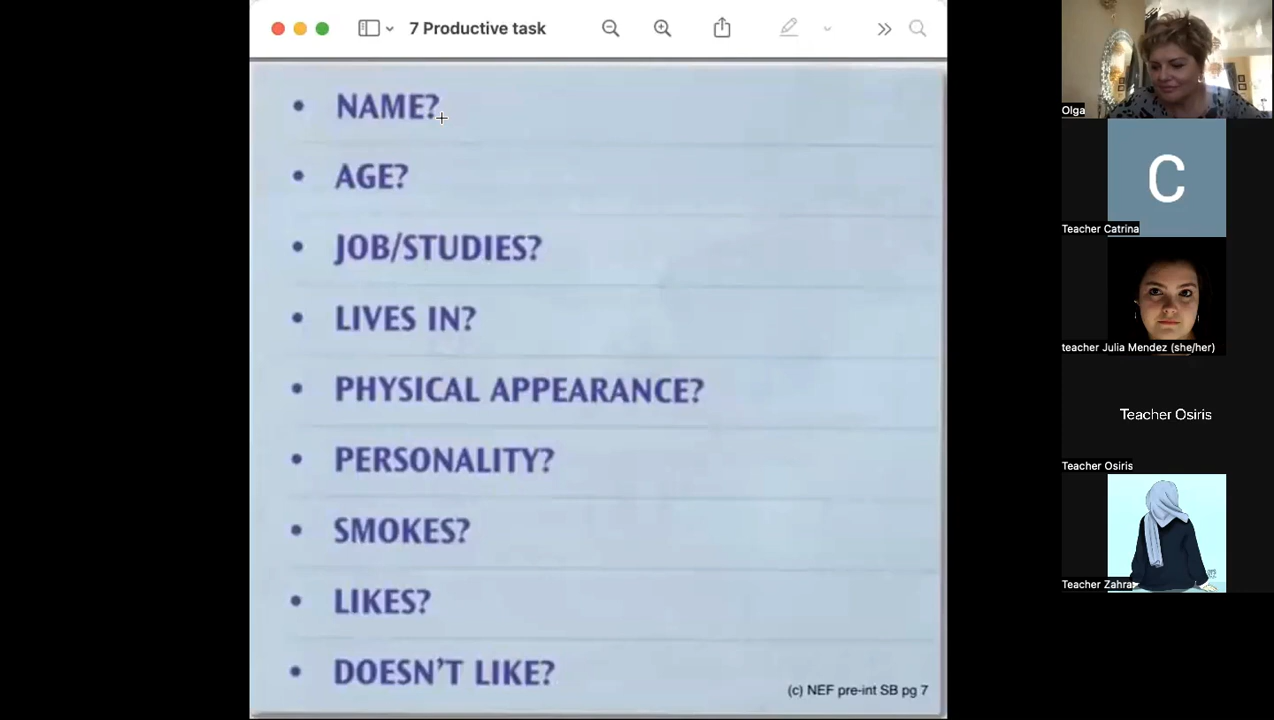 7 Productive task
NAME?
AGE?
JOB/STUDIES?
LIVES IN?
PHYSICAL APPEARANCE?
PERSONALITY?
SMOKES?
LIKES?
DOESN'T LIKE?
(c) NEF pre-int SB pg 7
Olga
C
Teacher Catrina
teacher Julia Mendez (she/her)
Teacher Osiris
Teacher Osiris
Teacher Zahra